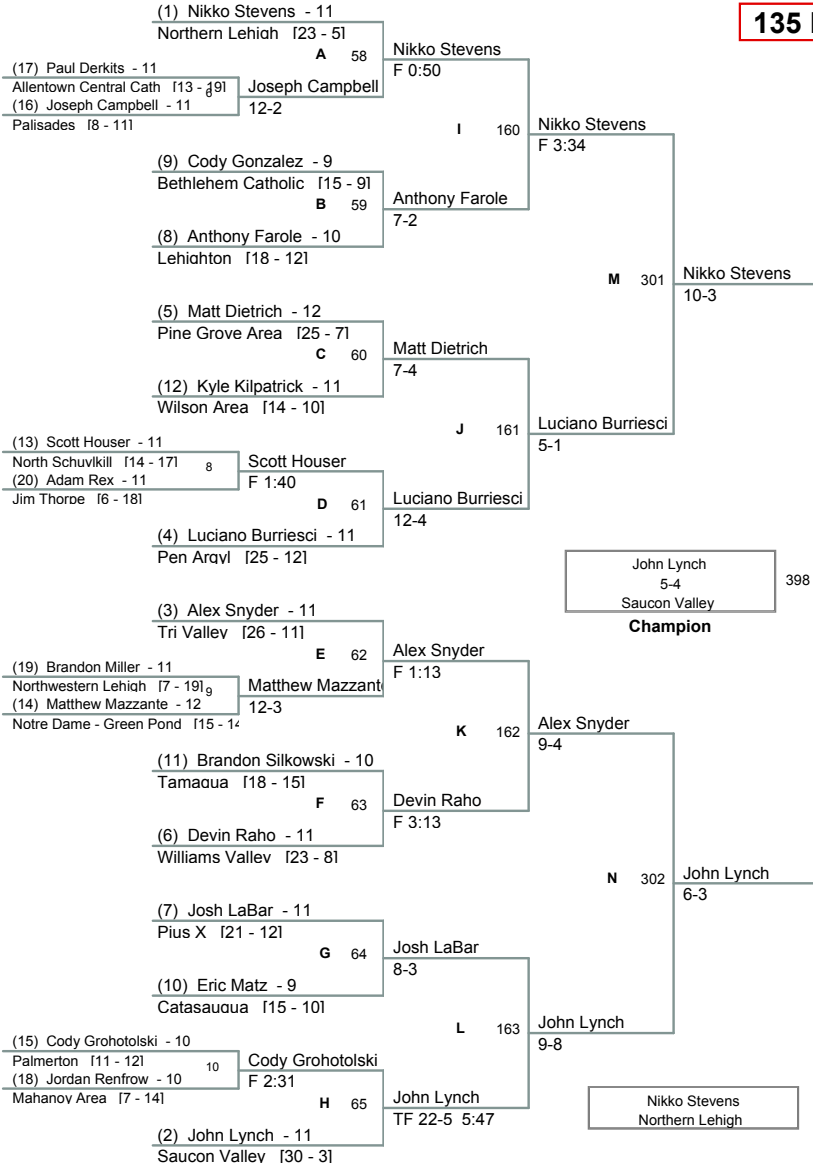 135
(1) Nikko Stevens - 11
Northern Lehigh [23 - 5]
A 58
(17) Paul Derkits - 11
Allentown Central Cath [13 - 19]
6
(16) Joseph Campbell - 11
Palisades [8 - 11]
Joseph Campbell
12-2
Nikko Stevens
F 0:50
(9) Cody Gonzalez - 9
Bethlehem Catholic [15 - 9]
B 59
(8) Anthony Farole - 10
Lehighton [18 - 12]
Anthony Farole
7-2
I 160
Nikko Stevens
F 3:34
(5) Matt Dietrich - 12
Pine Grove Area [25 - 7]
C 60
(12) Kyle Kilpatrick - 11
Wilson Area [14 - 10]
Matt Dietrich
7-4
(13) Scott Houser - 11
North Schuylkill [14 - 17]
8
(20) Adam Rex - 11
Jim Thorpe [6 - 18]
Scott Houser
F 1:40
D 61
(4) Luciano Burriesci - 11
Pen Argyl [25 - 12]
Luciano Burriesci
12-4
J 161
Luciano Burriesci
5-1
M 301
Nikko Stevens
10-3
John Lynch
5-4
Saucon Valley
398
Champion
(3) Alex Snyder - 11
Tri Valley [26 - 11]
E 62
(19) Brandon Miller - 11
Northwestern Lehigh [7 - 19]
9
(14) Matthew Mazzante - 12
Notre Dame - Green Pond [15 - 14
Matthew Mazzante
12-3
Alex Snyder
F 1:13
(11) Brandon Silkowski - 10
Tamaqua [18 - 15]
F 63
(6) Devin Raho - 11
Williams Valley [23 - 8]
Devin Raho
F 3:13
K 162
Alex Snyder
9-4
(7) Josh LaBar - 11
Pius X [21 - 12]
G 64
(10) Eric Matz - 9
Catasauqua [15 - 10]
Josh LaBar
8-3
(15) Cody Grohotolski - 10
Palmerton [11 - 12]
10
(18) Jordan Renfrow - 10
Mahanoy Area [7 - 14]
Cody Grohotolski
F 2:31
H 65
(2) John Lynch - 11
Saucon Valley [30 - 3]
John Lynch
TF 22-5 5:47
L 163
John Lynch
9-8
N 302
John Lynch
6-3
Nikko Stevens
Northern Lehigh